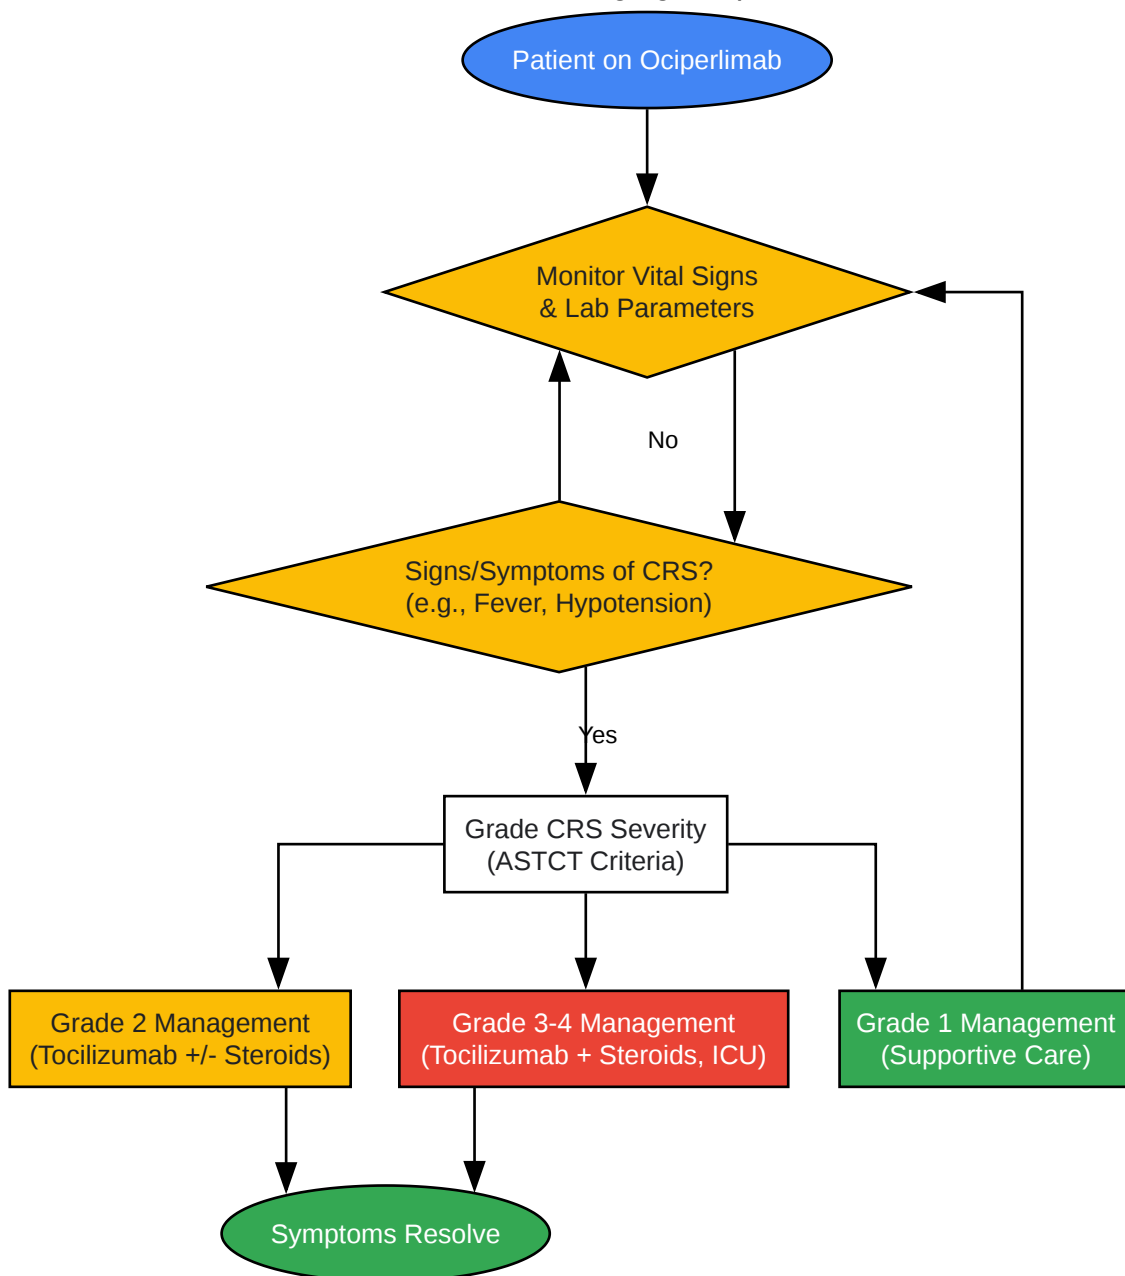 Patient on Ociperlimab
Monitor Vital Signs
& Lab Parameters
No
Signs/Symptoms of CRS?
(e.g., Fever, Hypotension)
Yes
Grade CRS Severity
(ASTCT Criteria)
Grade 2 Management
(Tocilizumab +/- Steroids)
Grade 3-4 Management
(Tocilizumab + Steroids, ICU)
Grade 1 Management
(Supportive Care)
Symptoms Resolve